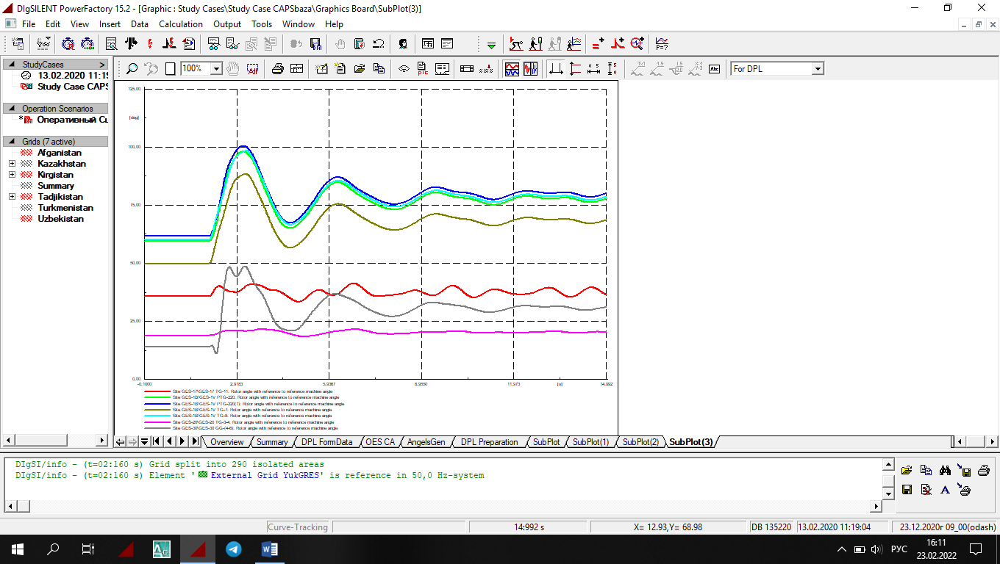 DIgSILENT PowerFactory 15.2 - [Graphic : Study Cases\Study Case CAPSbaza\Graphics Board\SubPlot(3)]
File Edit View Insert Data Calculation Output Tools Window Help
100%
For DPL
StudyCases >
13.02.2020 11:1
Study Case CAPS
Operation Scenarios
* Оперативный
Grids (7 active)
Afganistan
Kazakhstan
Kirgistan
Summary
Tadjikistan
Turkmenistan
Uzbekistan
125,00
[deg]
100,00
75,00
50,00
25,00
0,00
-0,1000 2,9183 5,9367 8,9550 11,973 [s] 14,992
Site GES-17\GES-17 TG-11: Rotor angle with reference to reference machine angle
Site GES-1B\GES-1V PTG-220: Rotor angle with reference to reference machine angle
Site GES-1B\GES-1V PTG-220(1): Rotor angle with reference to reference machine angle
Site GES-1B\GES-1V TG-7: Rotor angle with reference to reference machine angle
Site GES-1B\GES-1V TG-8: Rotor angle with reference to reference machine angle
Site GES-20\GES-20 TG-3-4: Rotor angle with reference to reference machine angle
Site GES-30\GES-30 GG-(4-6): Rotor angle with reference to reference machine angle
Overview Summary DPL FormData OES CA AngelsGen DPL Preparation SubPlot SubPlot(1) SubPlot(2) SubPlot(3)
DIgSI/info - (t=02:160 s) Grid split into 290 isolated areas
DIgSI/info - (t=02:160 s) Element ' External Grid YukGRES' is reference in 50,0 Hz-system
Curve-Tracking 14:992 s X= 12.93,Y= 68.98 DB 135220 13.02.2020 11:19:04 23.12.2020г 09_00(odash)
РУС
16:11
23.02.2022